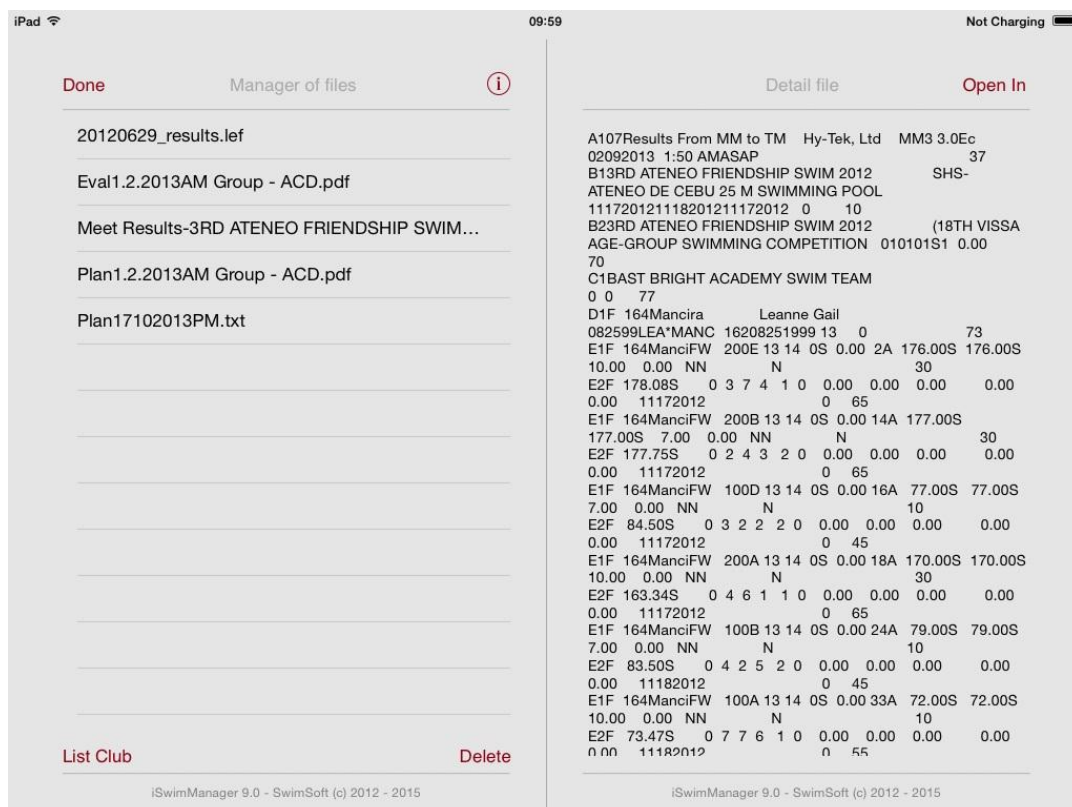 iPad
09:59
Not Charging
Done
Manager of files
i
20120629_results.lef
Eval1.2.2013AM Group - ACD.pdf
Meet Results-3RD ATENEO FRIENDSHIP SWIM...
Plan1.2.2013AM Group - ACD.pdf
Plan17102013PM.txt
List Club
Delete
iSwimManager 9.0 - SwimSoft (c) 2012 - 2015
Detail file
Open In
A107Results From MM to TM Hy-Tek, Ltd MM3 3.0Ec
02092013 1:50 AMASAP 37
B13RD ATENEO FRIENDSHIP SWIM 2012 SHS-
ATENEO DE CEBU 25 M SWIMMING POOL
111720121118201211172012 0 10
B23RD ATENEO FRIENDSHIP SWIM 2012 (18TH VISSA
AGE-GROUP SWIMMING COMPETITION 010101S1 0.00
70
C1BAST BRIGHT ACADEMY SWIM TEAM
0 0 77
D1F 164Mancira Leanne Gail
082599LEA*MANC 16208251999 13 0 73
E1F 164ManciFW 200E 13 14 0S 0.00 2A 176.00S 176.00S
10.00 0.00 NN N 30
E2F 178.08S 0 3 7 4 1 0 0.00 0.00 0.00 0.00
0.00 11172012 0 65
E1F 164ManciFW 200B 13 14 0S 0.00 14A 177.00S
177.00S 7.00 0.00 NN N 30
E2F 177.75S 0 2 4 3 2 0 0.00 0.00 0.00 0.00
0.00 11172012 0 65
E1F 164ManciFW 100D 13 14 0S 0.00 16A 77.00S 77.00S
7.00 0.00 NN N 10
E2F 84.50S 0 3 2 2 2 0 0.00 0.00 0.00 0.00
0.00 11172012 0 45
E1F 164ManciFW 200A 13 14 0S 0.00 18A 170.00S 170.00S
10.00 0.00 NN N 30
E2F 163.34S 0 4 6 1 1 0 0.00 0.00 0.00 0.00
0.00 11172012 0 65
E1F 164ManciFW 100B 13 14 0S 0.00 24A 79.00S 79.00S
7.00 0.00 NN N 10
E2F 83.50S 0 4 2 5 2 0 0.00 0.00 0.00 0.00
0.00 11182012 0 45
E1F 164ManciFW 100A 13 14 0S 0.00 33A 72.00S 72.00S
10.00 0.00 NN N 10
E2F 73.47S 0 7 7 6 1 0 0.00 0.00 0.00 0.00
0.00 11182012 0 55
iSwimManager 9.0 - SwimSoft (c) 2012 - 2015